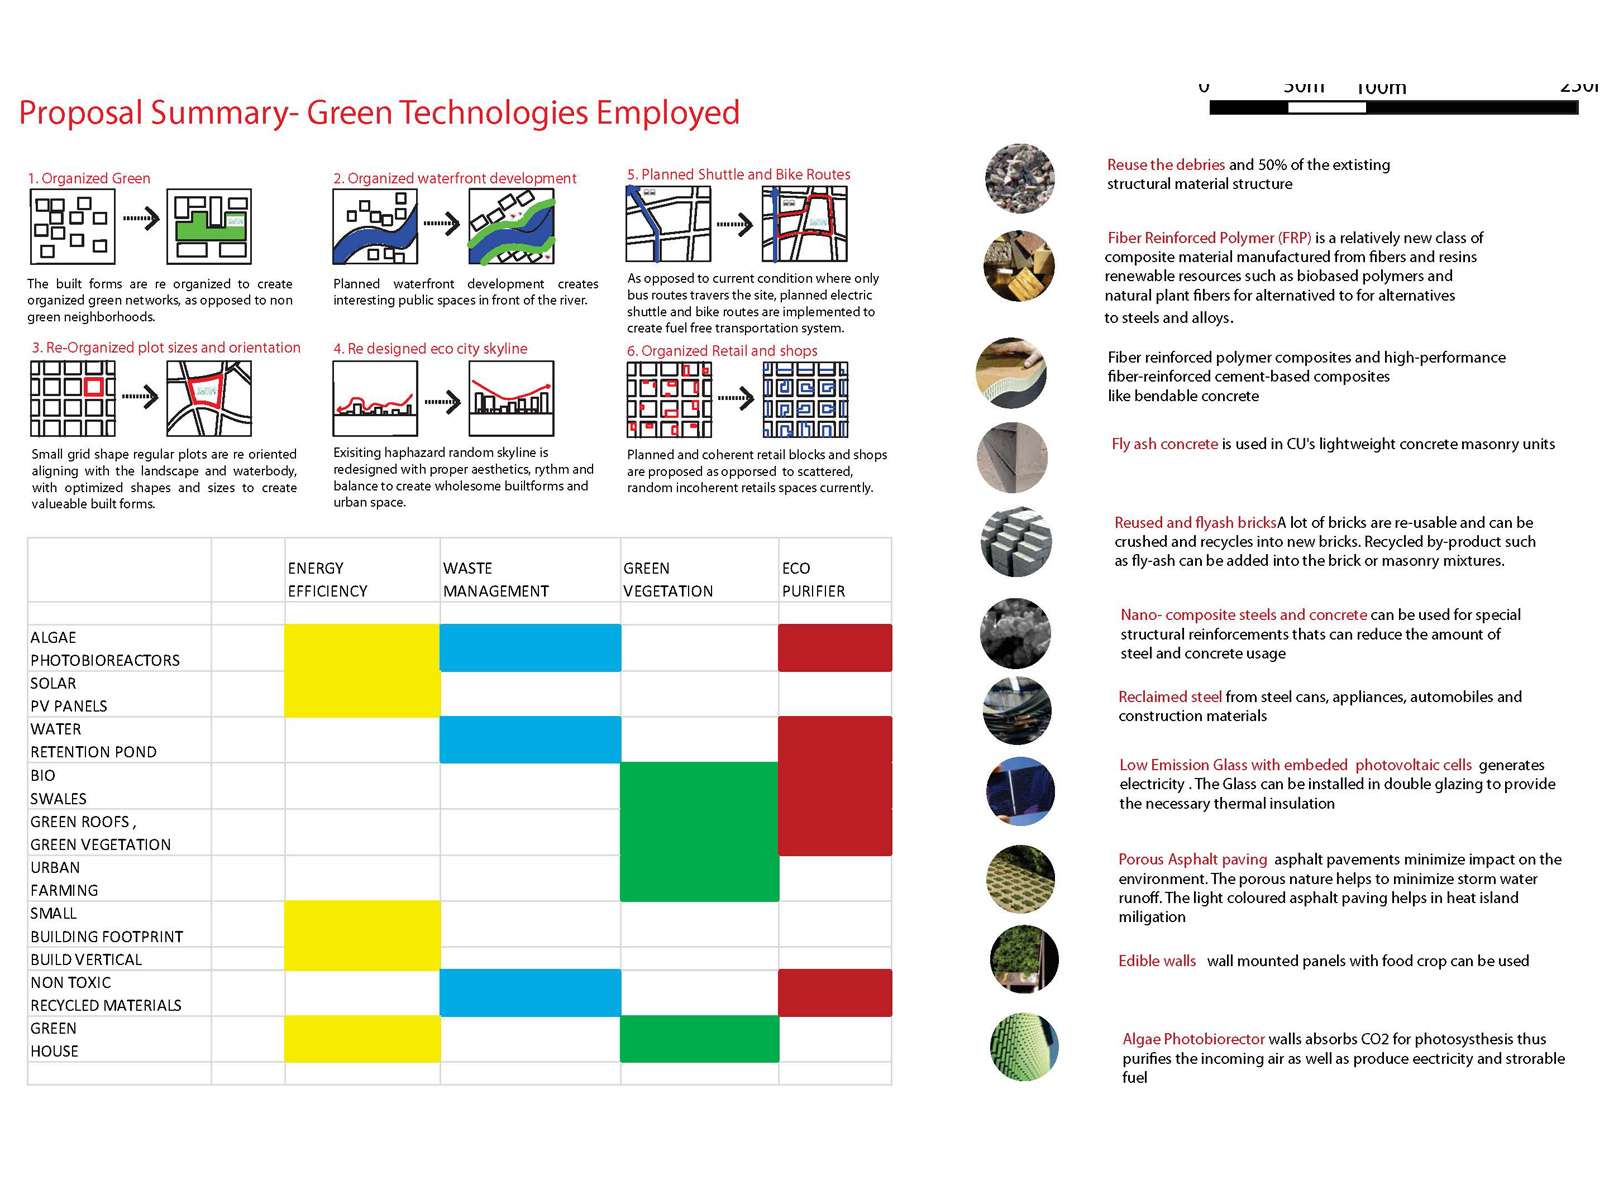 Proposal Summary- Green Technologies Employed
1. Organized Green
The built forms are re organized to create
organized green networks, as opposed to non
green neighborhoods.
2. Organized waterfront development
Planned waterfront development creates
interesting public spaces in front of the river.
5. Planned Shuttle and Bike Routes
As opposed to current condition where only
bus routes travers the site, planned electric
shuttle and bike routes are implemented to
create fuel free transportation system.
3. Re-Organized plot sizes and orientation
Small grid shape regular plots are re oriented
aligning with the landscape and waterbody,
with optimized shapes and sizes to create
valueable built forms.
4. Re designed eco city skyline
Exisiting haphazard random skyline is
redesigned with proper aesthetics, rythm and
balance to create wholesome builtforms and
urban space.
6. Organized Retail and shops
Planned and coherent retail blocks and shops
are proposed as opporsed to scattered,
random incoherent retails spaces currently.
ENERGY
EFFICIENCY
WASTE
MANAGEMENT
GREEN
VEGETATION
ECO
PURIFIER
ALGAE
PHOTOBIOREACTORS
SOLAR
PV PANELS
WATER
RETENTION POND
BIO
SWALES
GREEN ROOFS ,
GREEN VEGETATION
URBAN
FARMING
SMALL
BUILDING FOOTPRINT
BUILD VERTICAL
NON TOXIC
RECYCLED MATERIALS
GREEN
HOUSE
0 50m 100m 250m
Reuse the debries and 50% of the extisting
structural material structure
Fiber Reinforced Polymer (FRP) is a relatively new class of
composite material manufactured from fibers and resins
renewable resources such as biobased polymers and
natural plant fibers for alternatived to for alternatives
to steels and alloys.
Fiber reinforced polymer composites and high-performance
fiber-reinforced cement-based composites
like bendable concrete
Fly ash concrete is used in CU's lightweight concrete masonry units
Reused and flyash bricksA lot of bricks are re-usable and can be
crushed and recycles into new bricks. Recycled by-product such
as fly-ash can be added into the brick or masonry mixtures.
Nano- composite steels and concrete can be used for special
structural reinforcements thats can reduce the amount of
steel and concrete usage
Reclaimed steel from steel cans, appliances, automobiles and
construction materials
Low Emission Glass with embeded photovoltaic cells generates
electricity . The Glass can be installed in double glazing to provide
the necessary thermal insulation
Porous Asphalt paving asphalt pavements minimize impact on the
environment. The porous nature helps to minimize storm water
runoff. The light coloured asphalt paving helps in heat island
miligation
Edible walls wall mounted panels with food crop can be used
Algae Photobiorector walls absorbs CO2 for photosysthesis thus
purifies the incoming air as well as produce eectricity and strorable
fuel